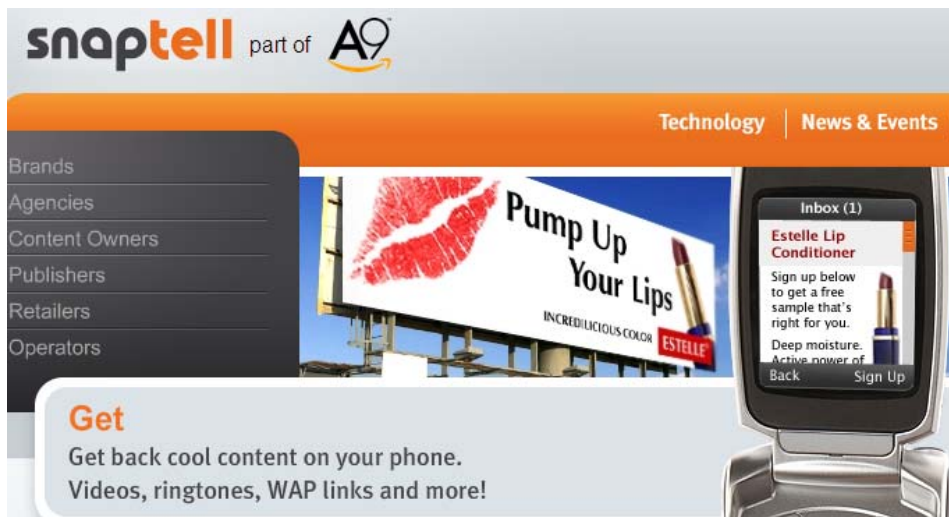 snaptell part of A9
Technology
News & Events
Brands
Agencies
Content Owners
Publishers
Retailers
Operators
Pump Up
Your Lips
INCREDILICIOUS COLOR
ESTELLE
Inbox (1)
Estelle Lip
Conditioner
Sign up below
to get a free
sample that's
right for you.
Deep moisture.
Active power of
Back
Sign Up
Get
Get back cool content on your phone.
Videos, ringtones, WAP links and more!